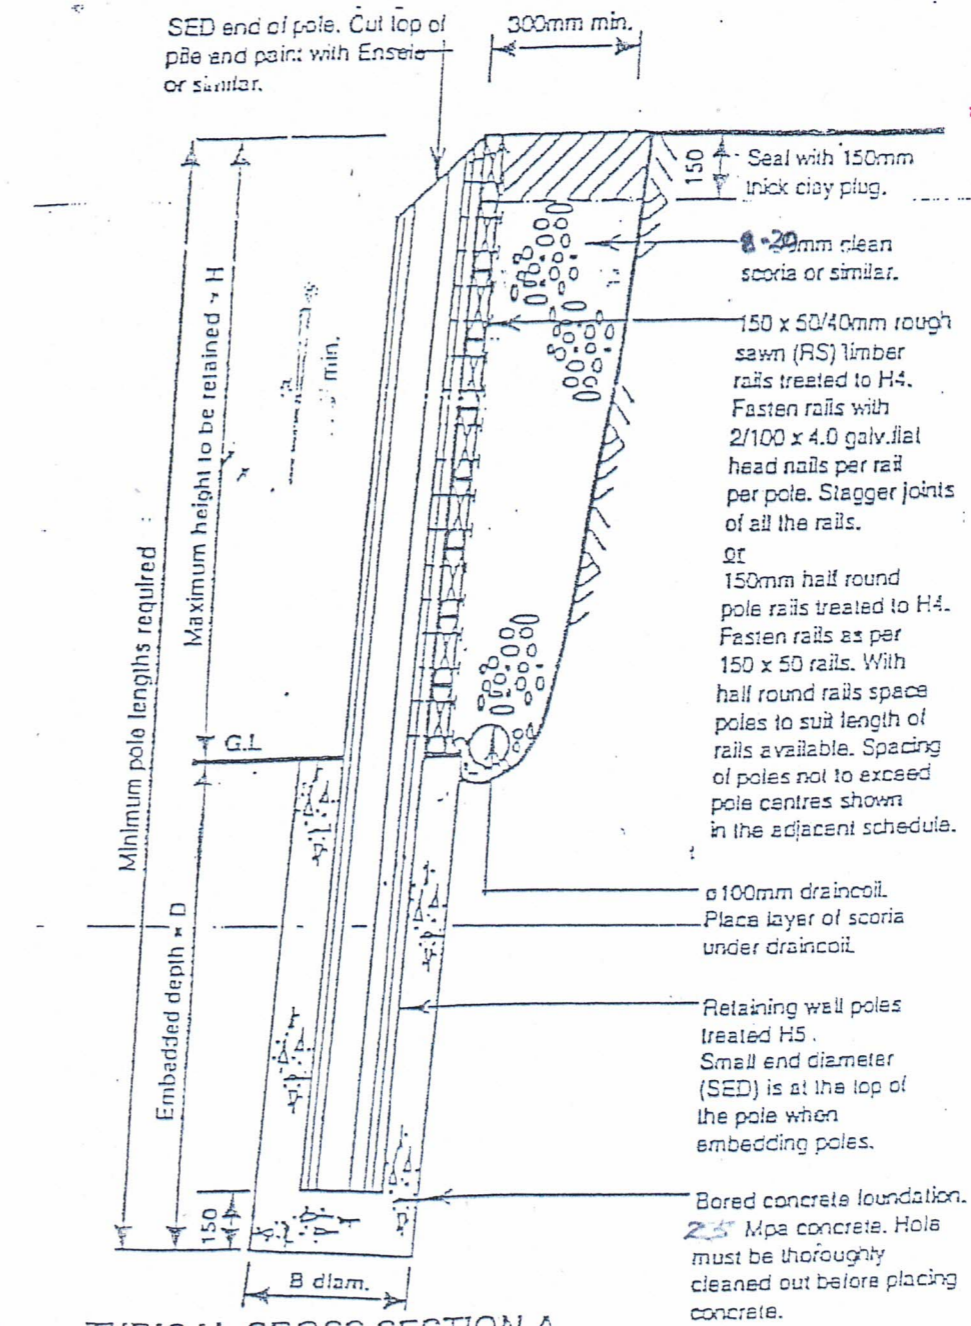 SED end of pole. Cut top of
pole and paint with Enseis
or similar.
300mm min.
150
Seal with 150mm
thick clay plug.
8-20mm clean
scoria or similar.
150 x 50/40mm rough
sawn (RS) timber
rails treated to H4.
Fasten rails with
2/100 x 4.0 galv.flat
head nails per rail
per pole. Stagger joints
of all the rails.
or
150mm half round
pole rails treated to H4.
Fasten rails as per
150 x 50 rails. With
half round rails space
poles to suit length of
rails available. Spacing
of poles not to exceed
pole centres shown
in the adjacent schedule.
ø100mm draincoil.
Place layer of scoria
under draincoil.
Retaining wall poles
treated H5.
Small end diameter
(SED) is at the top of
the pole when
embedding poles.
Bored concrete foundation.
25 Mpa concrete. Hole
must be thoroughly
cleaned out before placing
concrete.
Minimum pole lengths required
Maximum height to be retained = H
min.
G.L
Embedded depth = D
150
B diam.
TYPICAL CROSS SECTION A